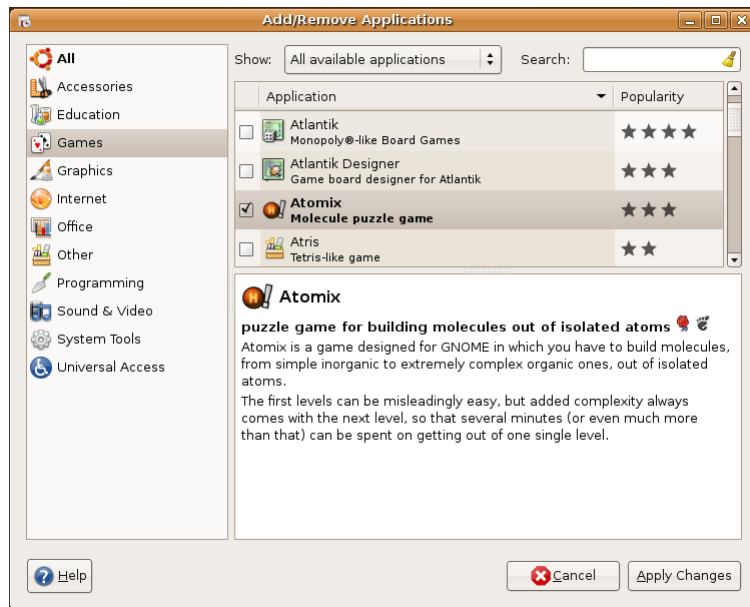 Add/Remove Applications
All
Accessories
Education
Games
Graphics
Internet
Office
Other
Programming
Sound & Video
System Tools
Universal Access
Show: All available applications Search:
Application Popularity
Atlantik
Monopoly®-like Board Games
Atlantik Designer
Game board designer for Atlantik
Atomix
Molecule puzzle game
Atris
Tetris-like game
Atomix
puzzle game for building molecules out of isolated atoms
Atomix is a game designed for GNOME in which you have to build molecules,
from simple inorganic to extremely complex organic ones, out of isolated
atoms.
The first levels can be misleadingly easy, but added complexity always
comes with the next level, so that several minutes (or even much more
than that) can be spent on getting out of one single level.
Help Cancel Apply Changes